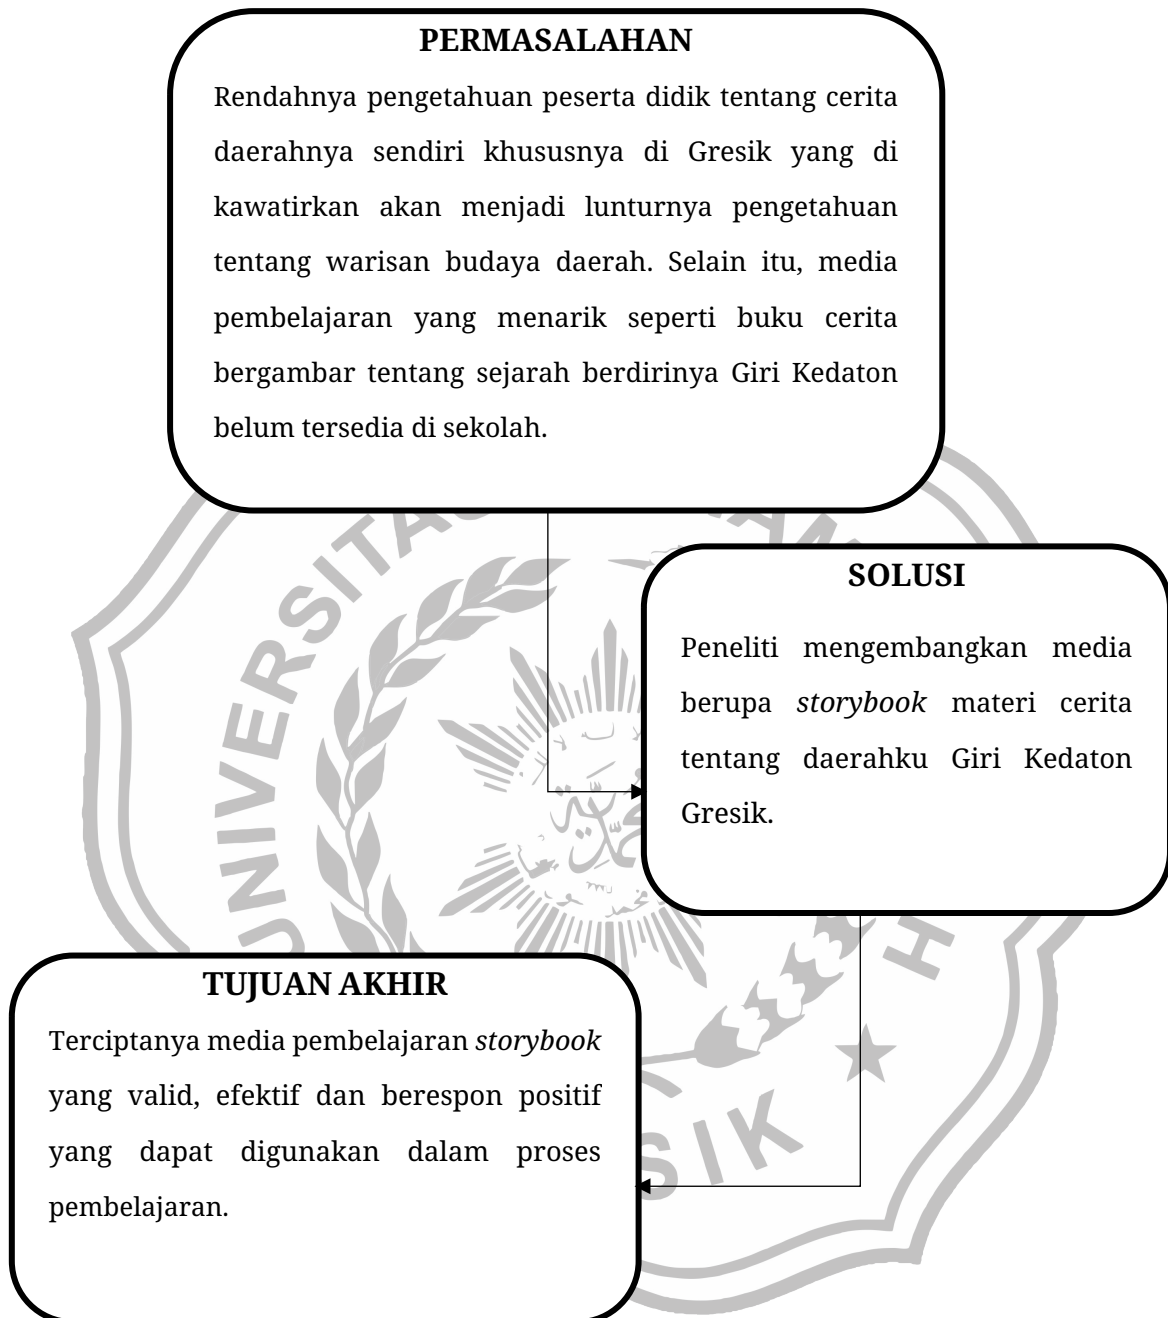 PERMASALAHAN
Rendahnya pengetahuan peserta didik tentang cerita
daerahnya sendiri khususnya di Gresik yang di
kawatirkan akan menjadi lunturnya pengetahuan
tentang warisan budaya daerah. Selain itu, media
pembelajaran yang menarik seperti buku cerita
bergambar tentang sejarah berdirinya Giri Kedaton
belum tersedia di sekolah.
SOLUSI
Peneliti mengembangkan media
berupa storybook materi cerita
tentang daerahku Giri Kedaton
Gresik.
TUJUAN AKHIR
Terciptanya media pembelajaran storybook
yang valid, efektif dan berespon positif
yang dapat digunakan dalam proses
pembelajaran.